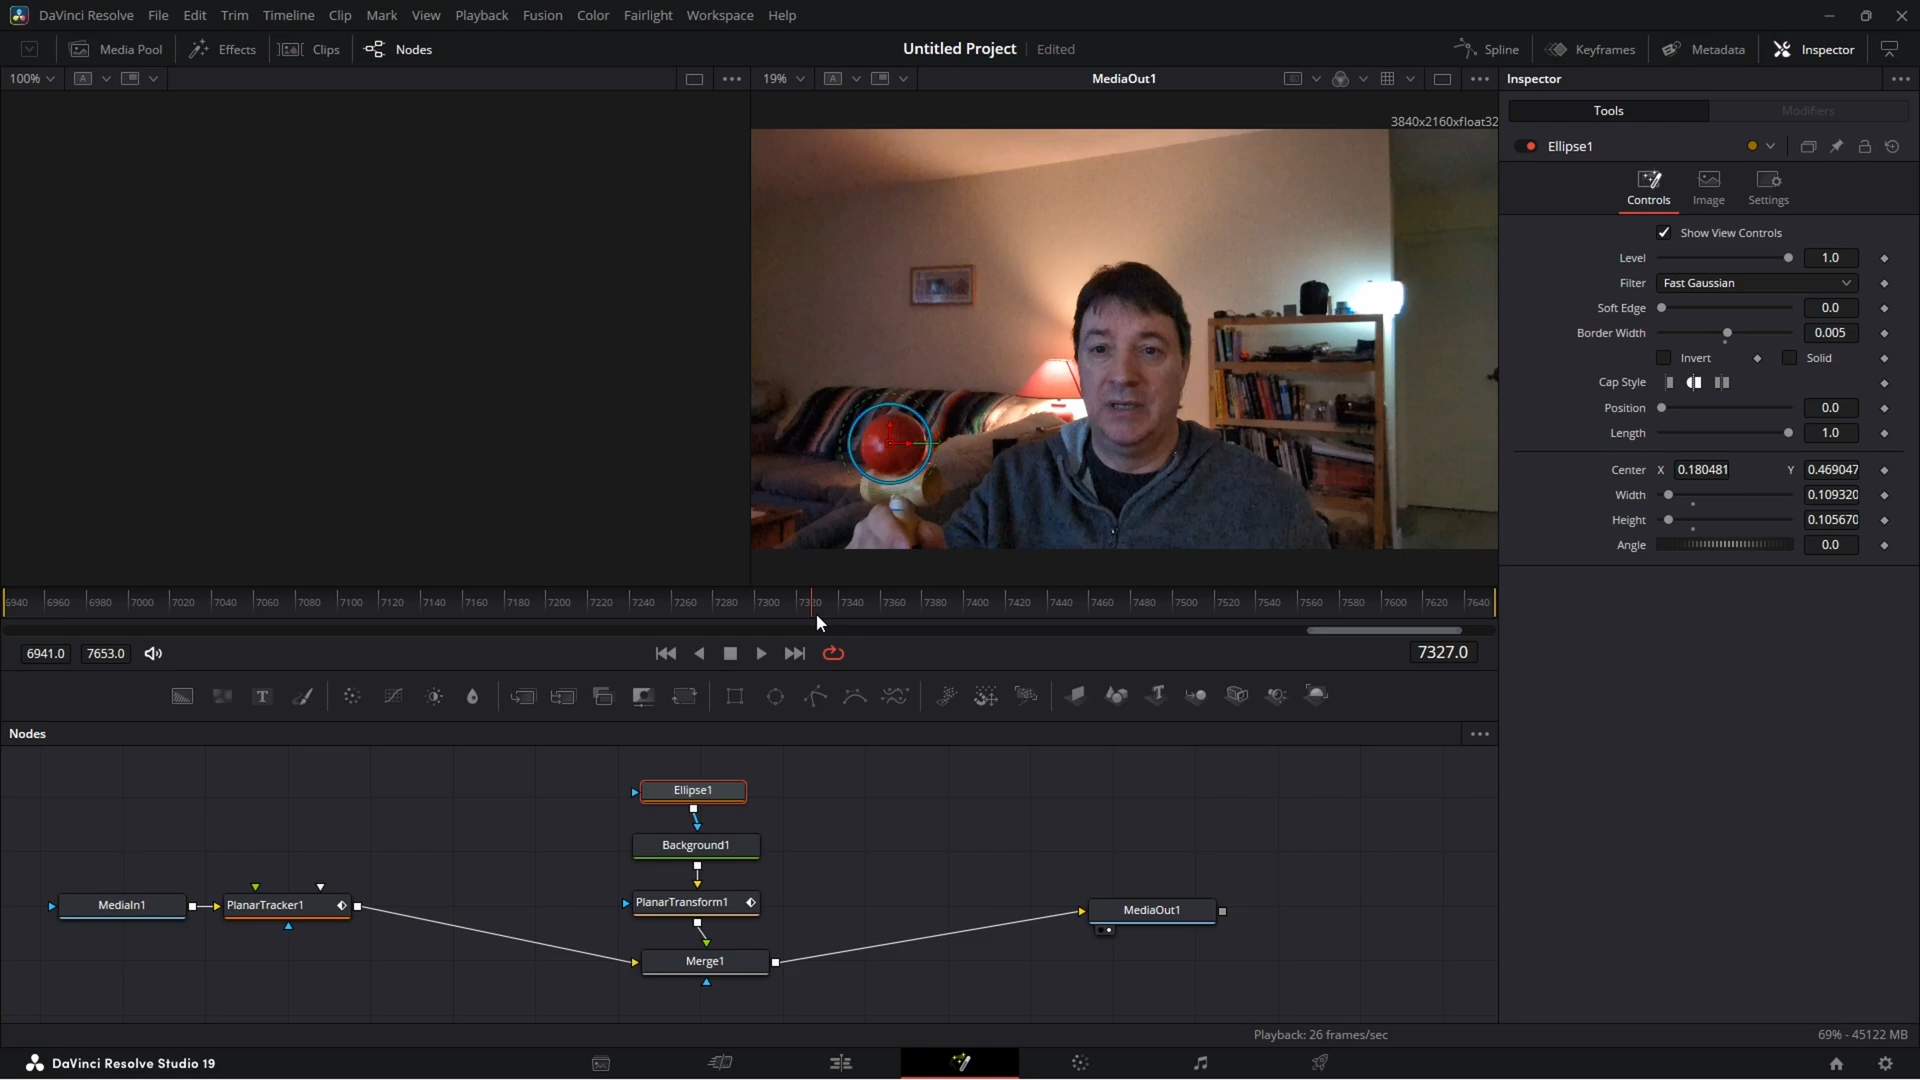 DaVinci Resolve File Edit Trim Timeline Clip Mark View Playback Fusion Color Fairlight Workspace Help
Media Pool Effects Clips Nodes Untitled Project Edited Spline Keyframes Metadata Inspector
100% A 19% A MediaOut1 Inspector
Tools Modifiers
3840x2160xfloat32
Ellipse1
Controls Image Settings
Show View Controls
Level 1.0
Filter Fast Gaussian
Soft Edge 0.0
Border Width 0.005
Invert Solid
Cap Style
Position 0.0
Length 1.0
Center X 0.180481 Y 0.469047
Width 0.109320
Height 0.105670
Angle 0.0
6940 6960 6980 7000 7020 7040 7060 7080 7100 7120 7140 7160 7180 7200 7220 7240 7260 7280 7300 7320 7340 7360 7380 7400 7420 7440 7460 7480 7500 7520 7540 7560 7580 7600 7620 7640
6941.0 7653.0 7327.0
T T
Nodes
Ellipse1
Background1
MediaIn1 PlanarTracker1 PlanarTransform1 MediaOut1
Merge1
Playback: 26 frames/sec 69% - 45122 MB
DaVinci Resolve Studio 19